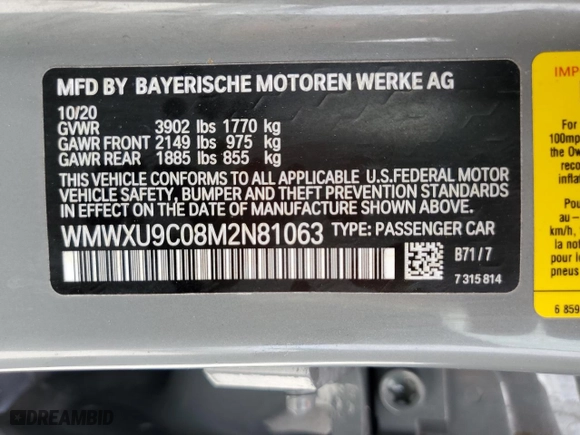 MFD BY BAYERISCHE MOTOREN WERKE AG
10/20
GVWR 3902 lbs 1770 kg
GAWR FRONT 2149 lbs 975 kg
GAWR REAR 1885 lbs 855 kg
THIS VEHICLE CONFORMS TO ALL APPLICABLE U.S.FEDERAL MOTOR
VEHICLE SAFETY, BUMPER AND THEFT PREVENTION STANDARDS
IN EFFECT ON THE DATE OF MANUFACTURE SHOWN ABOVE.
WMWXU9C08M2N81063 TYPE: PASSENGER CAR
B71/7
7 315 814
IMP
For
100mp
the Ow
reco
inflat
Pou
au -
km/h,
la not
l'o
recon
pneus
6 859
DREAMBID